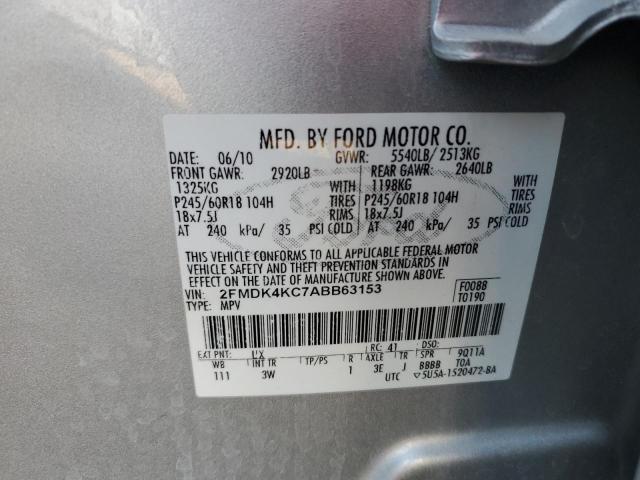 MFD. BY FORD MOTOR CO.
DATE: 06/10 GVWR: 5540LB/ 2513KG
FRONT GAWR: 2920LB REAR GAWR: 2640LB
1325KG WITH 1198KG WITH
P245/60R18 104H TIRES P245/60R18 104H TIRES
18x7.5J RIMS 18x7.5J RIMS
AT 240 kPa/ 35 PSI COLD AT 240 kPa/ 35 PSI COLD
Ford
THIS VEHICLE CONFORMS TO ALL APPLICABLE FEDERAL MOTOR
VEHICLE SAFETY AND THEFT PREVENTION STANDARDS IN
EFFECT ON THE DATE OF MANUFACTURE SHOWN ABOVE.
VIN: 2FMDK4KC7ABB63153 F0088
TYPE: MPV T0190
EXT PNT: RC: 41 DSO:
WB INT TR TP/PS R AXLE TR SPR 9Q11A
111 3W 1 3E J BBBB TOA
UTC ▽5U5A-1520472-BA